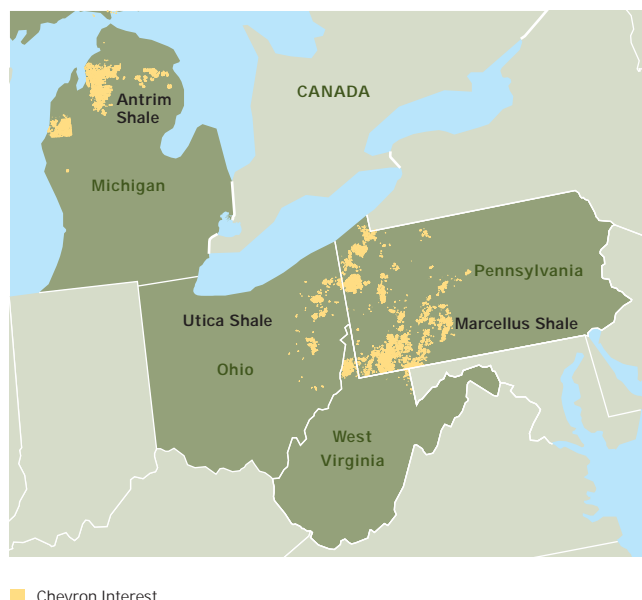 CANADA
Antrim
Shale
Michigan
Pennsylvania
Utica Shale
Marcellus Shale
Ohio
West
Virginia
Chevron Interest